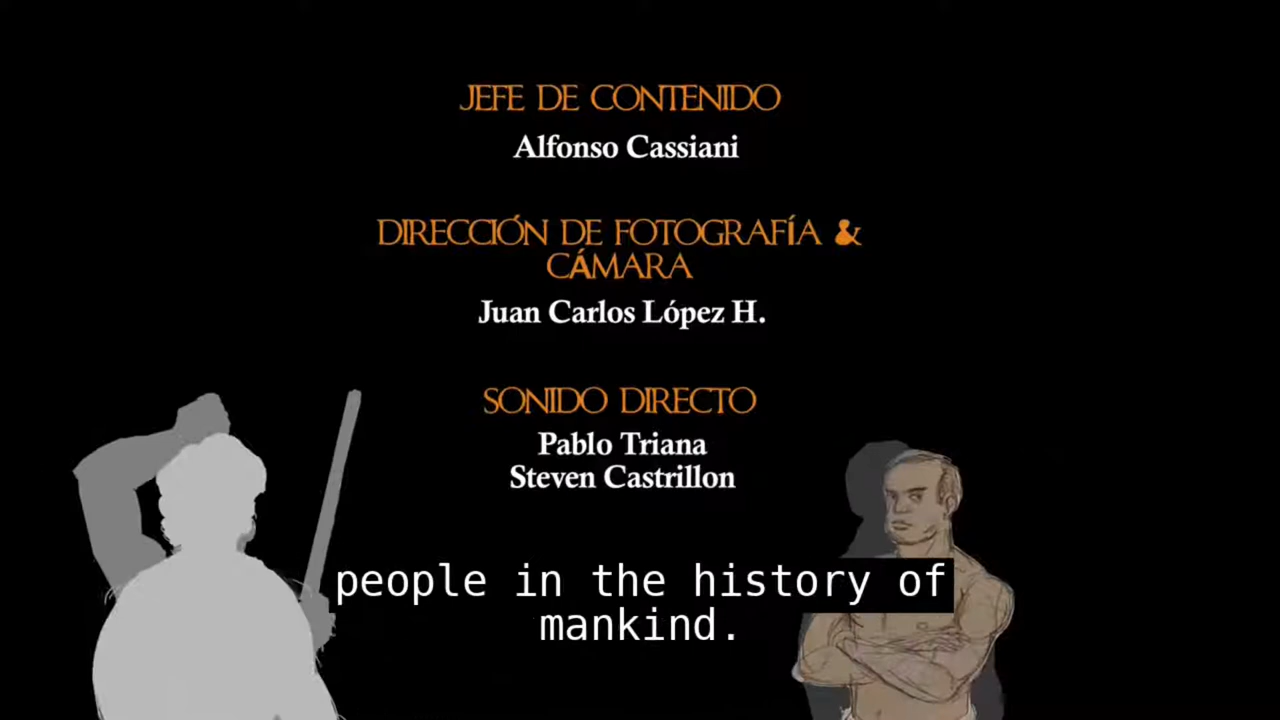 JEFE DE CONTENIDO
Alfonso Cassiani
DIRECCIÓN DE FOTOGRAFÍA &
CÁMARA
Juan Carlos López H.
SONIDO DIRECTO
Pablo Triana
Steven Castrillon
people in the history of
mankind.